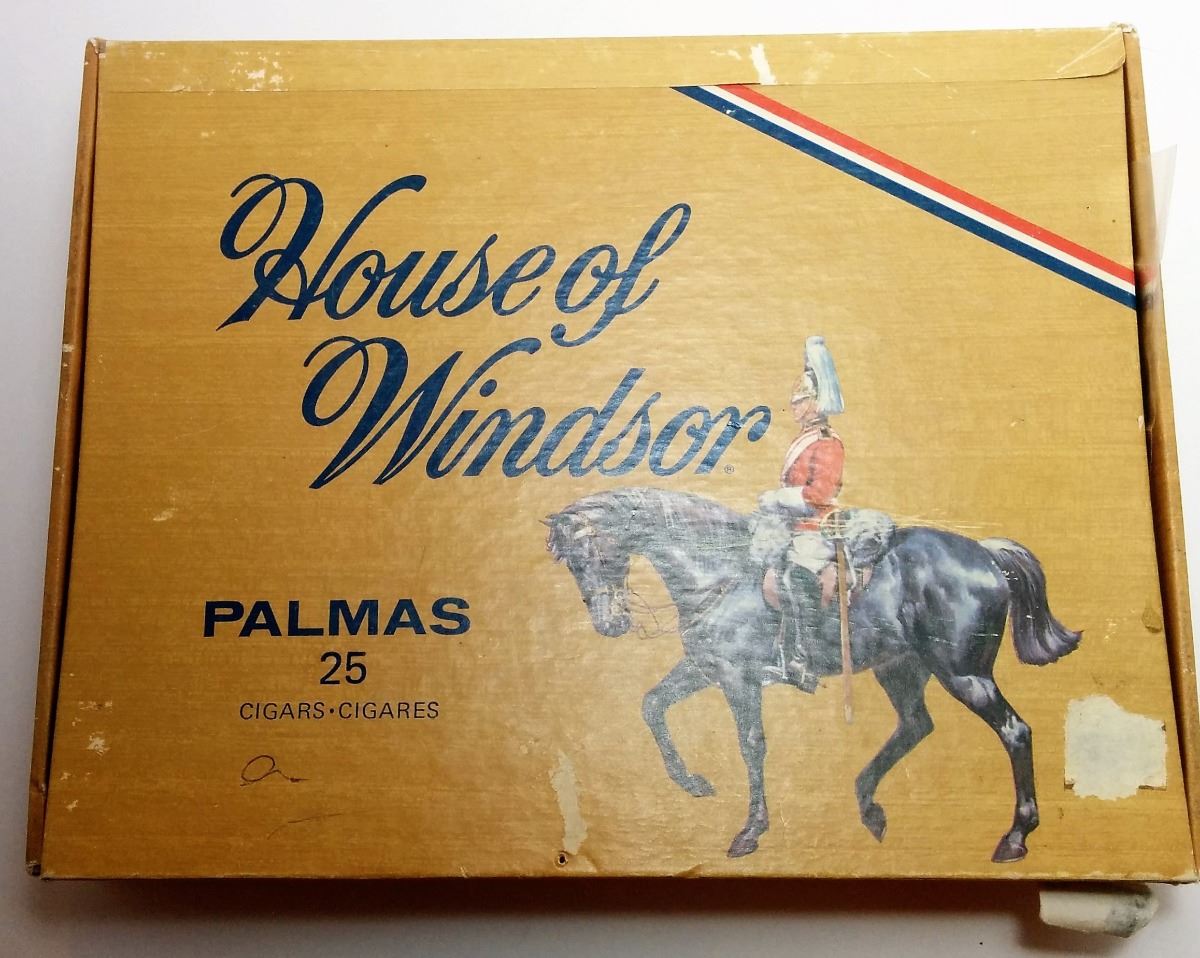 House of
Windsor®
PALMAS
25
CIGARS•CIGARES